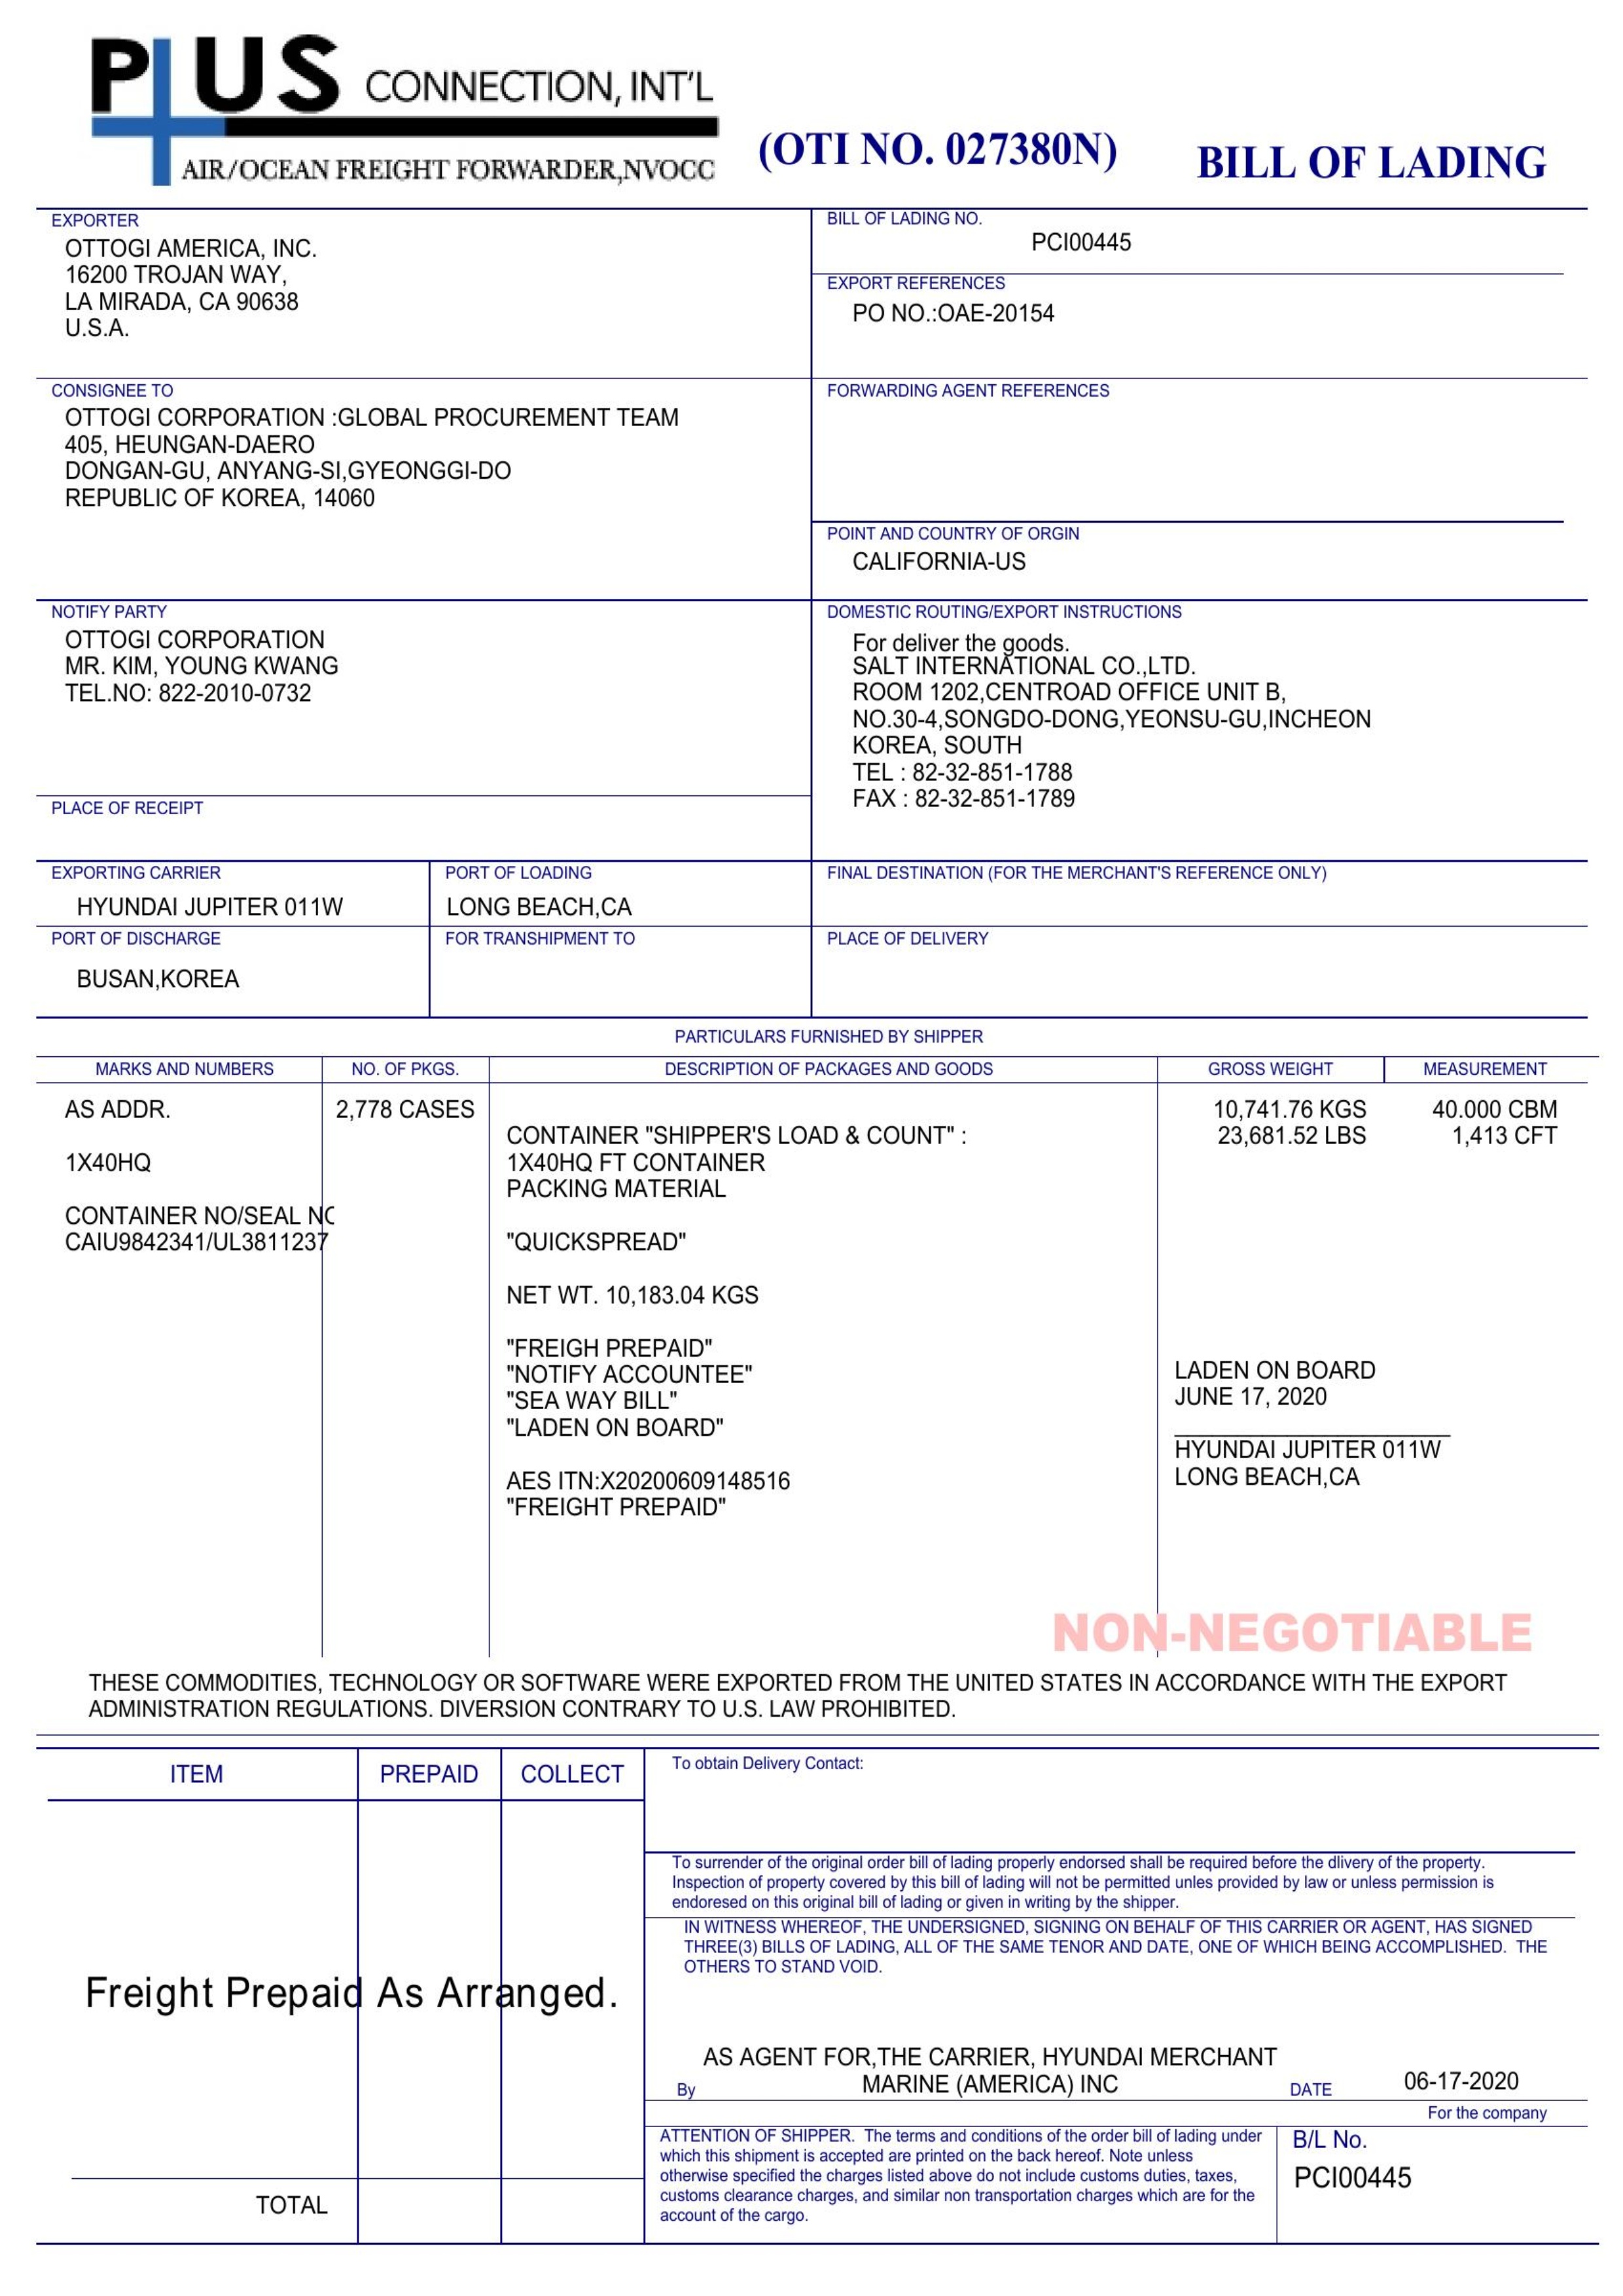 PLUS CONNECTION, INT'L
AIR/OCEAN FREIGHT FORWARDER,NVOCC
(OTI NO. 027380N)
BILL OF LADING
EXPORTER
OTTOGI AMERICA, INC.
16200 TROJAN WAY,
LA MIRADA, CA 90638
U.S.A.
BILL OF LADING NO.
PCI00445
EXPORT REFERENCES
PO NO.:OAE-20154
CONSIGNEE TO
OTTOGI CORPORATION :GLOBAL PROCUREMENT TEAM
405, HEUNGAN-DAERO
DONGAN-GU, ANYANG-SI,GYEONGGI-DO
REPUBLIC OF KOREA, 14060
FORWARDING AGENT REFERENCES
POINT AND COUNTRY OF ORGIN
CALIFORNIA-US
NOTIFY PARTY
OTTOGI CORPORATION
MR. KIM, YOUNG KWANG
TEL.NO: 822-2010-0732
DOMESTIC ROUTING/EXPORT INSTRUCTIONS
For deliver the goods.
SALT INTERNATIONAL CO.,LTD.
ROOM 1202,CENTROAD OFFICE UNIT B,
NO.30-4,SONGDO-DONG,YEONSU-GU,INCHEON
KOREA, SOUTH
TEL : 82-32-851-1788
FAX : 82-32-851-1789
PLACE OF RECEIPT
EXPORTING CARRIER
HYUNDAI JUPITER 011W
PORT OF LOADING
LONG BEACH,CA
FINAL DESTINATION (FOR THE MERCHANT'S REFERENCE ONLY)
PORT OF DISCHARGE
BUSAN,KOREA
FOR TRANSHIPMENT TO
PLACE OF DELIVERY
PARTICULARS FURNISHED BY SHIPPER
MARKS AND NUMBERS
NO. OF PKGS.
DESCRIPTION OF PACKAGES AND GOODS
GROSS WEIGHT
MEASUREMENT
AS ADDR.
1X40HQ
CONTAINER NO/SEAL NO
CAIU9842341/UL3811237
2,778 CASES
CONTAINER "SHIPPER'S LOAD & COUNT" :
1X40HQ FT CONTAINER
PACKING MATERIAL
"QUICKSPREAD"
NET WT. 10,183.04 KGS
"FREIGH PREPAID"
"NOTIFY ACCOUNTEE"
"SEA WAY BILL"
"LADEN ON BOARD"
AES ITN:X20200609148516
"FREIGHT PREPAID"
10,741.76 KGS
23,681.52 LBS
40.000 CBM
1,413 CFT
LADEN ON BOARD
JUNE 17, 2020
HYUNDAI JUPITER 011W
LONG BEACH,CA
NON-NEGOTIABLE
THESE COMMODITIES, TECHNOLOGY OR SOFTWARE WERE EXPORTED FROM THE UNITED STATES IN ACCORDANCE WITH THE EXPORT
ADMINISTRATION REGULATIONS. DIVERSION CONTRARY TO U.S. LAW PROHIBITED.
ITEM
PREPAID
COLLECT
Freight Prepaid As Arranged.
TOTAL
To obtain Delivery Contact:
To surrender of the original order bill of lading properly endorsed shall be required before the dlivery of the property.
Inspection of property covered by this bill of lading will not be permitted unles provided by law or unless permission is
endoresed on this original bill of lading or given in writing by the shipper.
IN WITNESS WHEREOF, THE UNDERSIGNED, SIGNING ON BEHALF OF THIS CARRIER OR AGENT, HAS SIGNED
THREE(3) BILLS OF LADING, ALL OF THE SAME TENOR AND DATE, ONE OF WHICH BEING ACCOMPLISHED. THE
OTHERS TO STAND VOID.
AS AGENT FOR,THE CARRIER, HYUNDAI MERCHANT
By MARINE (AMERICA) INC
DATE 06-17-2020
For the company
ATTENTION OF SHIPPER. The terms and conditions of the order bill of lading under
which this shipment is accepted are printed on the back hereof. Note unless
otherwise specified the charges listed above do not include customs duties, taxes,
customs clearance charges, and similar non transportation charges which are for the
account of the cargo.
B/L No.
PCI00445